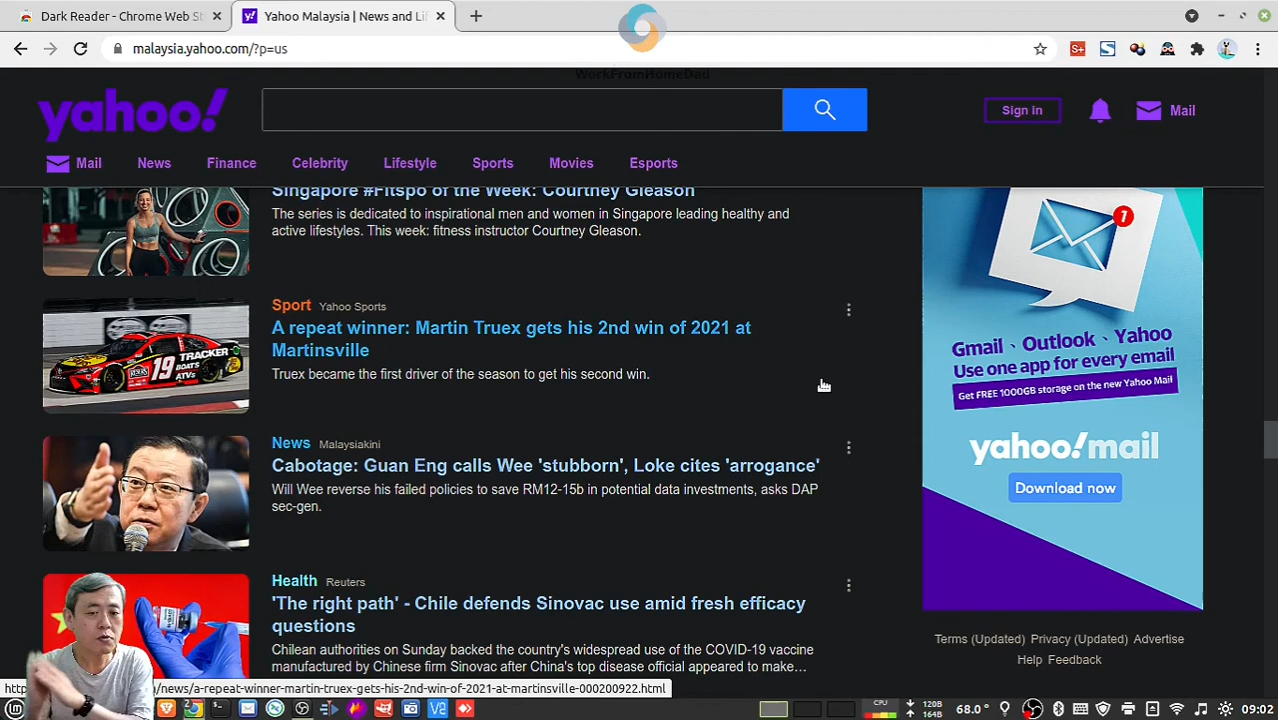 Dark Reader - Chrome Web St
Yahoo Malaysia | News and Li
malaysia.yahoo.com/?p=us
WorkFromHomeDad
yahoo!
Sign in
Mail
Mail News Finance Celebrity Lifestyle Sports Movies Esports
Singapore #Fitspo of the Week: Courtney Gleason
The series is dedicated to inspirational men and women in Singapore leading healthy and
active lifestyles. This week: fitness instructor Courtney Gleason.
Sport Yahoo Sports
A repeat winner: Martin Truex gets his 2nd win of 2021 at
Martinsville
Truex became the first driver of the season to get his second win.
19 TRACKER
BOATS
ATVs
News Malaysiakini
Cabotage: Guan Eng calls Wee 'stubborn', Loke cites 'arrogance'
Will Wee reverse his failed policies to save RM12-15b in potential data investments, asks DAP
sec-gen.
Health Reuters
'The right path' - Chile defends Sinovac use amid fresh efficacy
questions
Chilean authorities on Sunday backed the country's widespread use of the COVID-19 vaccine
manufactured by Chinese firm Sinovac after China's top disease official appeared to make...
1
Gmail、Outlook、Yahoo
Use one app for every email
Get FREE 1000GB storage on the new Yahoo Mail
yahoo!mail
Download now
Terms (Updated) Privacy (Updated) Advertise
Help Feedback
/news/a-repeat-winner-martin-truex-gets-his-2nd-win-of-2021-at-martinsville-000200922.html
CPU
120B
164B
68.0°
09:02